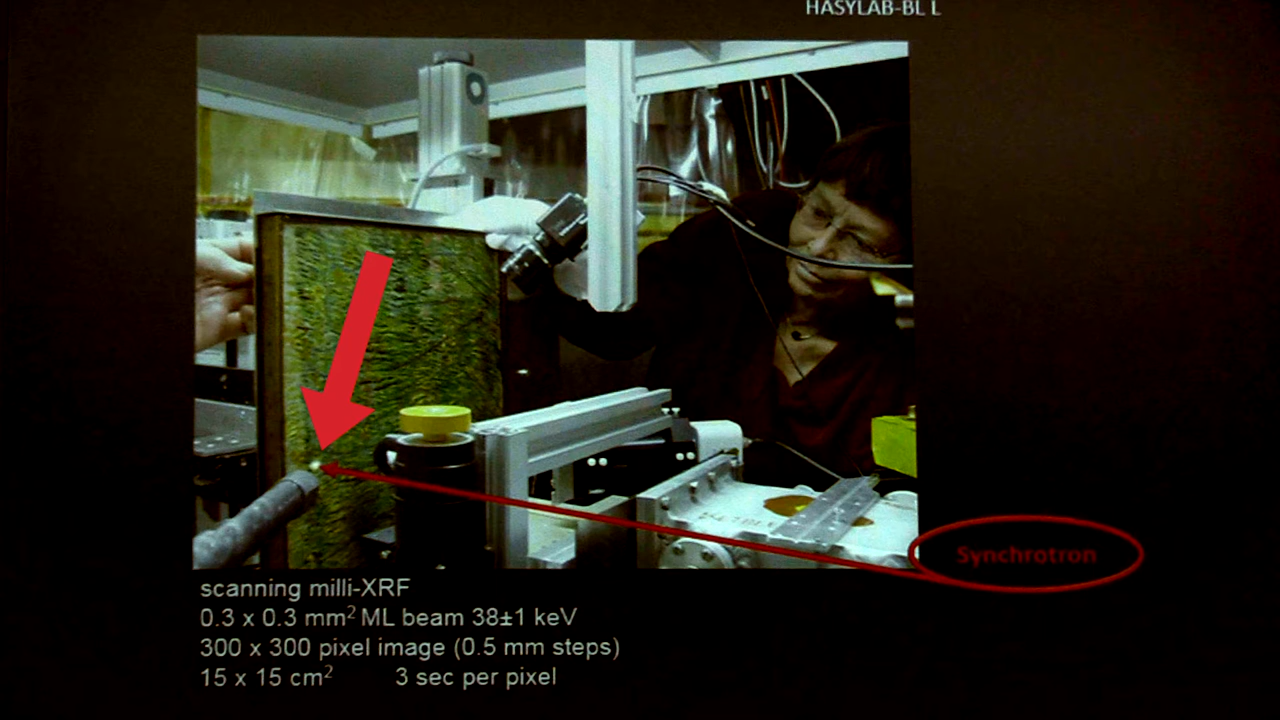 HASYLAB-BL L
Synchrotron
scanning milli-XRF
0.3 x 0.3 mm² ML beam 38±1 keV
300 x 300 pixel image (0.5 mm steps)
15 x 15 cm² 3 sec per pixel